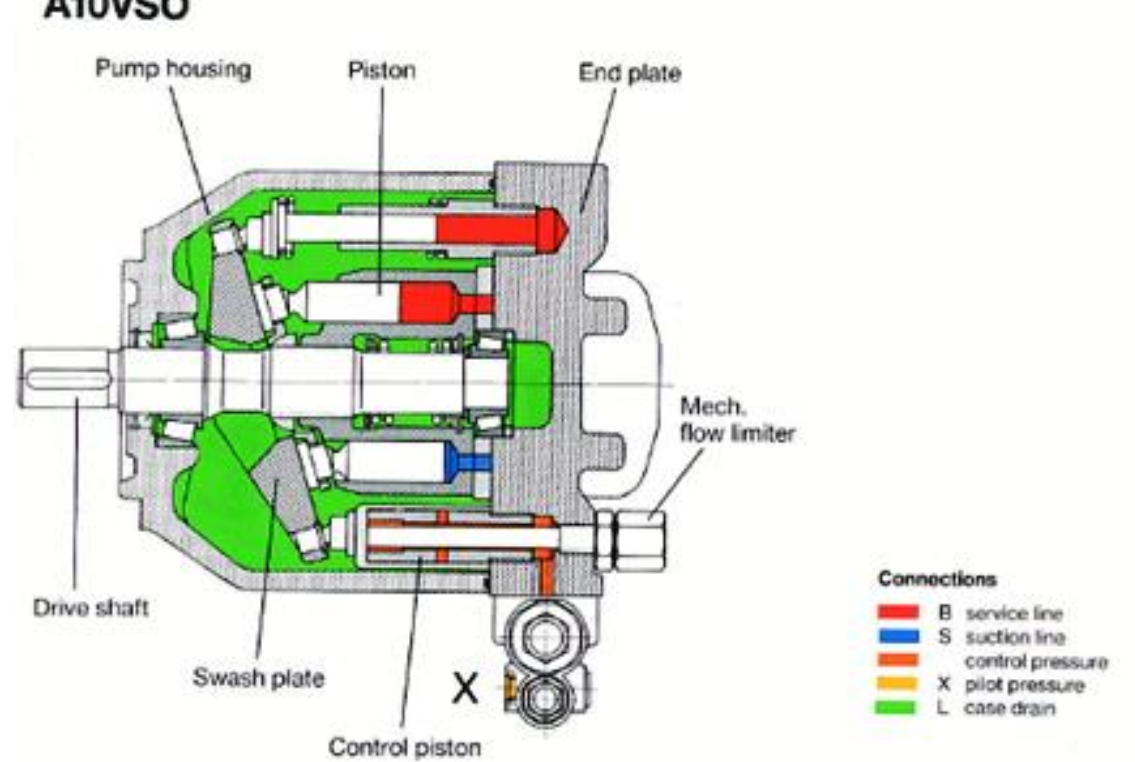 A10VSO
Pump housing
Piston
End plate
Mech.
flow limiter
Drive shaft
Swash plate
X
Control piston
Connections
B service line
S suction line
control pressure
X pilot pressure
L case drain